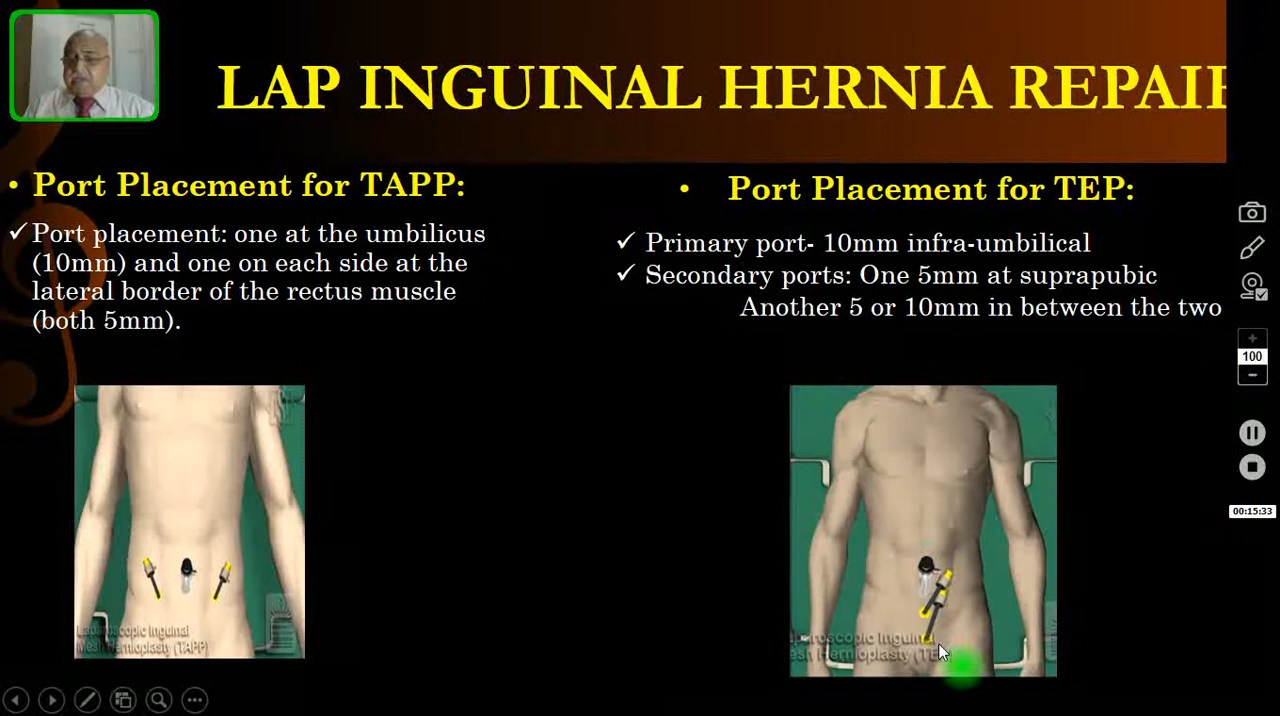 LAP INGUINAL HERNIA REPAIR
• Port Placement for TAPP:
✓ Port placement: one at the umbilicus
(10mm) and one on each side at the
lateral border of the rectus muscle
(both 5mm).
• Port Placement for TEP:
✓ Primary port- 10mm infra-umbilical
✓ Secondary ports: One 5mm at suprapubic
Another 5 or 10mm in between the two
Laparoscopic Inguinal
Mesh Hernioplasty (TAPP)
Laparoscopic Inguinal
Mesh Hernioplasty (TE
100
00:15:33